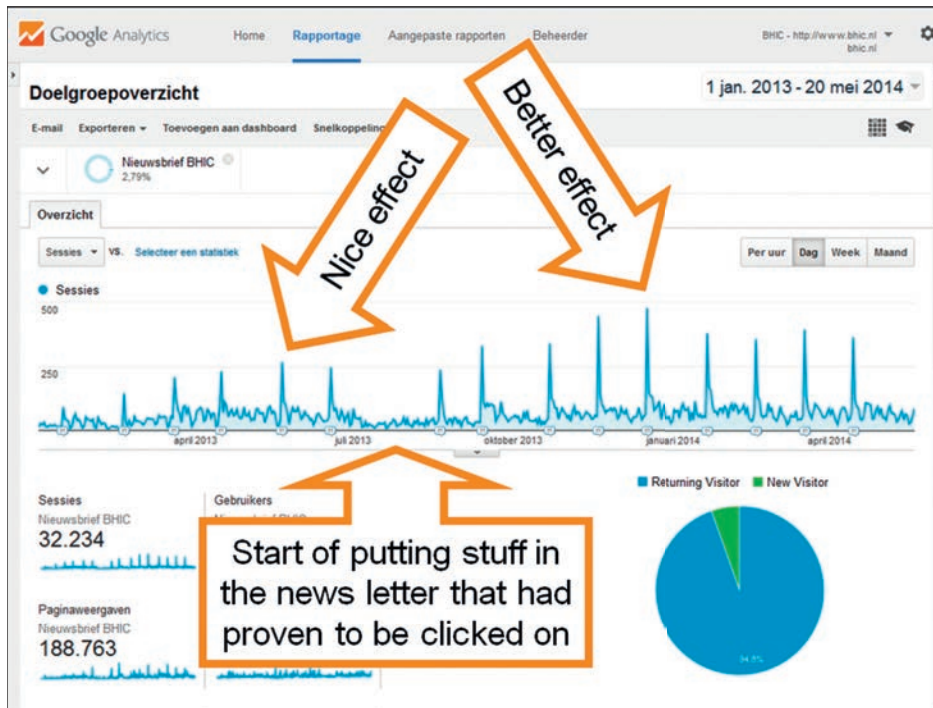 Google Analytics
Home Rapportage Aangepaste rapporten Beheerder
BHIC - http://www.bhic.nl
bhic.nl
Doelgroepoverzicht
1 jan. 2013 - 20 mei 2014
E-mail Exporteren Toevoegen aan dashboard
Nieuwsbrief BHIC
2,79%
Nice effect
Better effect
Overzicht
Sessies VS. Selecteer een statistiek
Per uur Dag Week Maand
Sessies
500
250
april 2013 juli 2013 oktober 2013 januari 2014 april 2014
Returning Visitor New Visitor
Sessies Gebruikers
Nieuwsbrief BHIC
32.234
Start of putting stuff in
the news letter that had
proven to be clicked on
Paginaweergaven
Nieuwsbrief BHIC
188.763